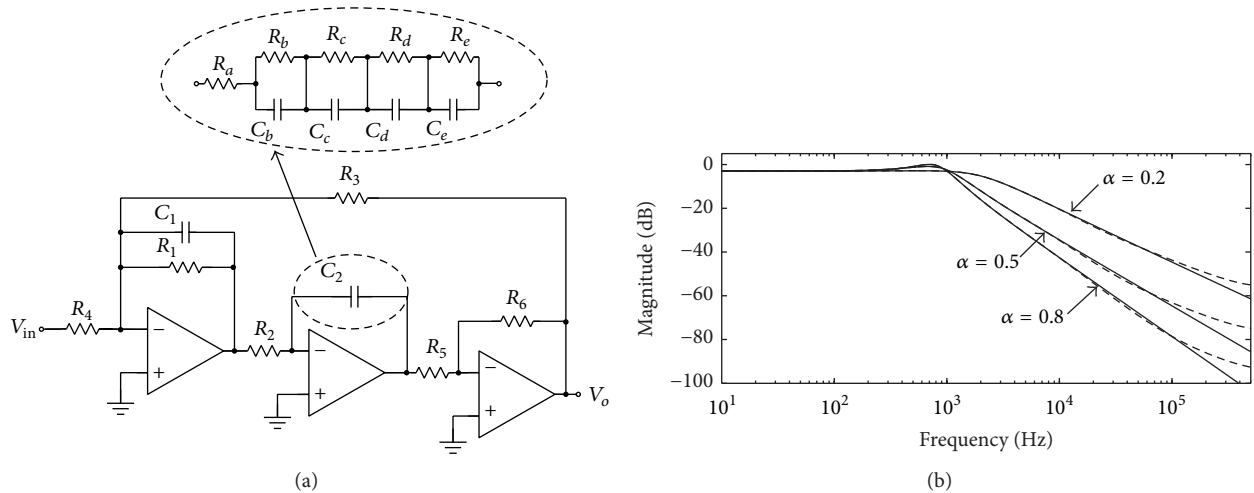 R_b R_c R_d R_e
R_a
C_b C_c C_d C_e
R_3
C_1
R_1
C_2
V_in R_4
R_2
R_6
R_5
− +
− +
− +
V_o
(a)
Magnitude (dB)
0
−20
−40
−60
−80
−100
α = 0.2
α = 0.5
α = 0.8
10^1 10^2 10^3 10^4 10^5
Frequency (Hz)
(b)